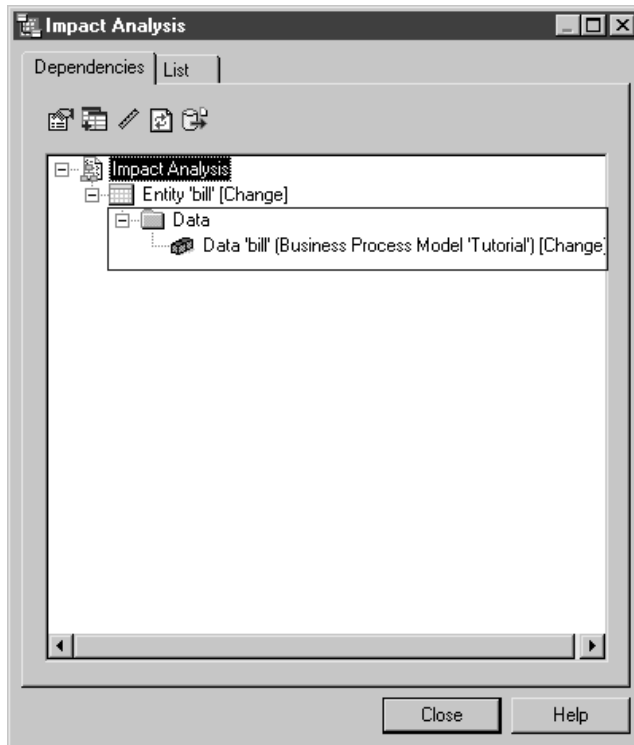 Impact Analysis
Dependencies
List
Impact Analysis
Entity 'bill' [Change]
Data
Data 'bill' (Business Process Model 'Tutorial') [Change]
Close
Help